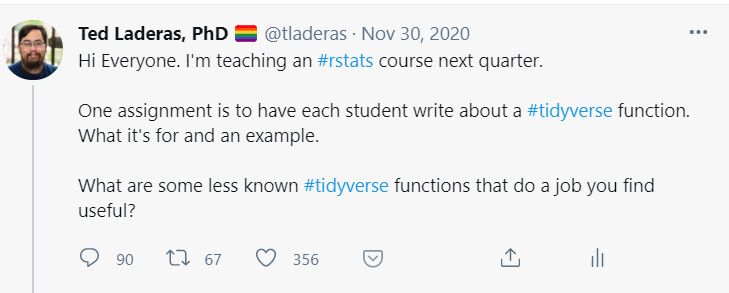 Ted Laderas, PhD 🏳️‍🌈 @tladeras · Nov 30, 2020
Hi Everyone. I'm teaching an #rstats course next quarter.
One assignment is to have each student write about a #tidyverse function.
What it's for and an example.
What are some less known #tidyverse functions that do a job you find
useful?
90 67 356